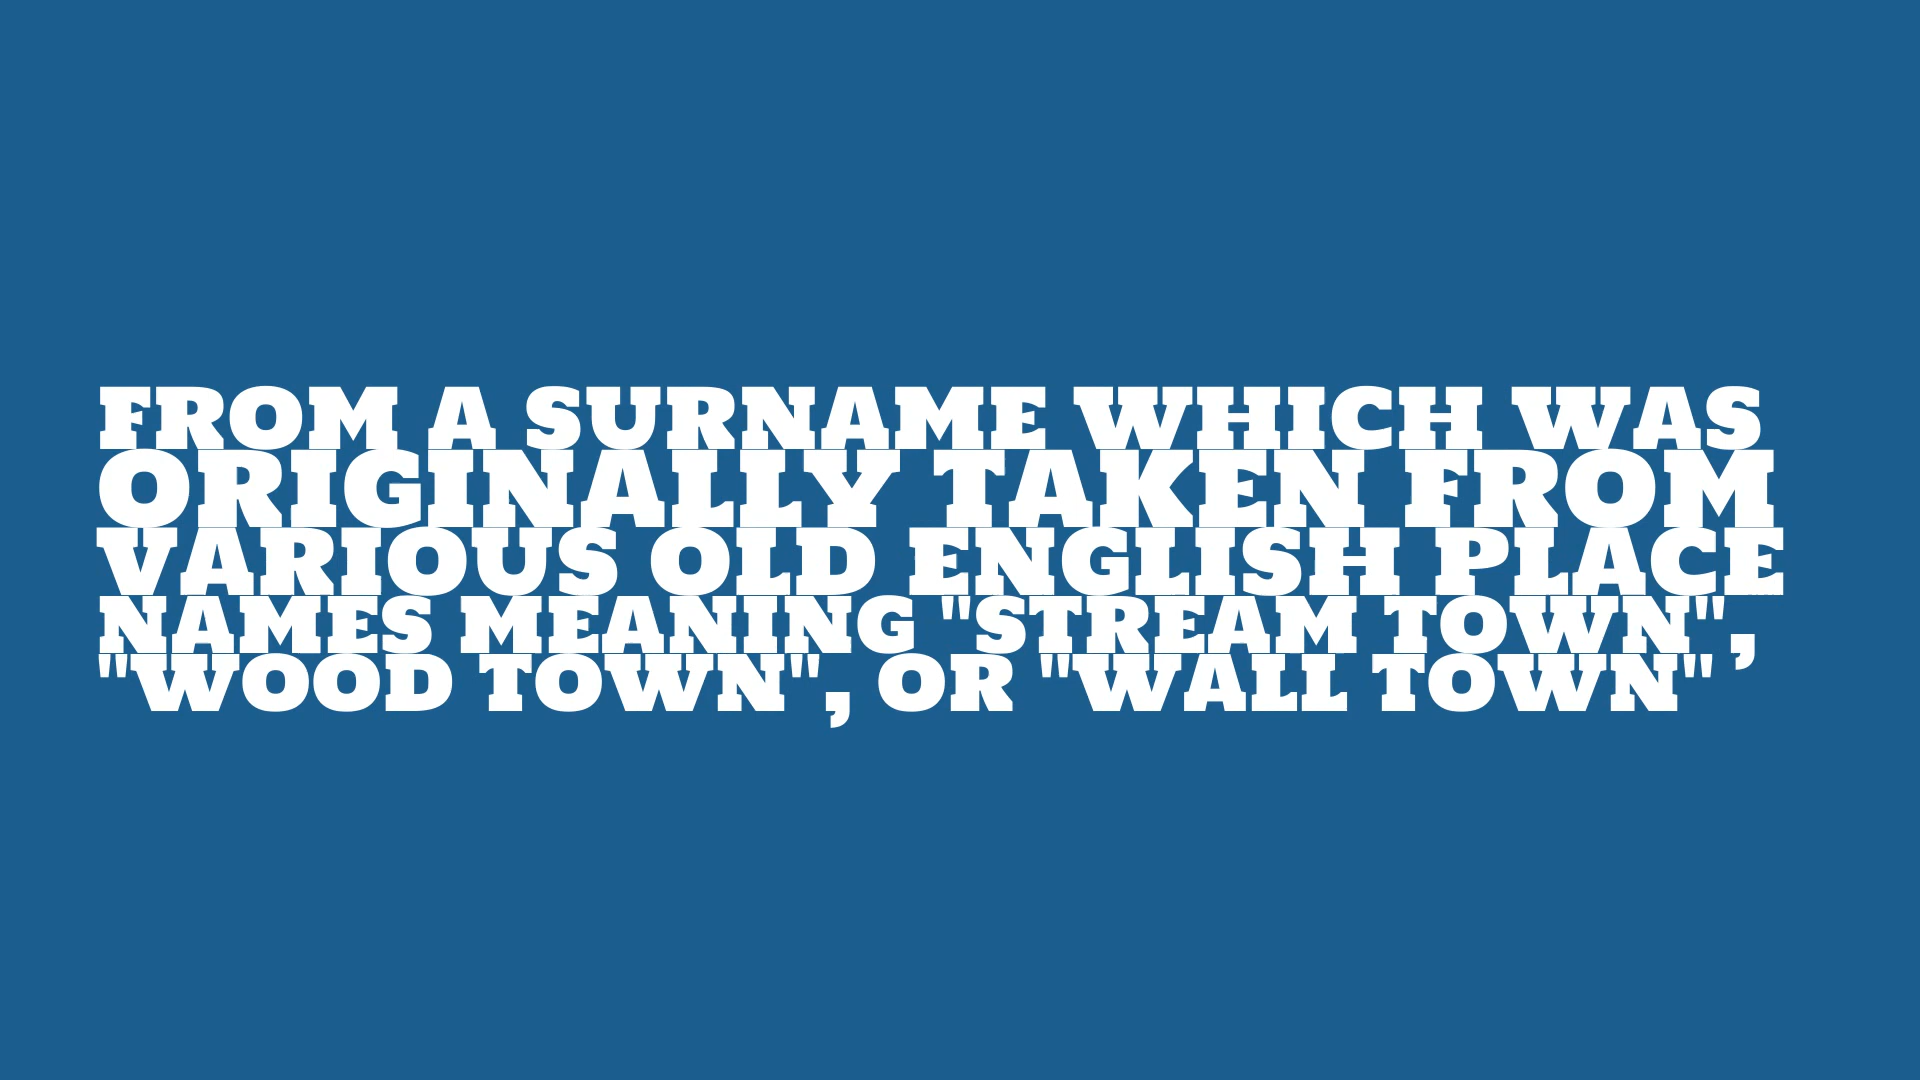 FROM A SURNAME WHICH WAS
ORIGINALLY TAKEN FROM
VARIOUS OLD ENGLISH PLACE
NAMES MEANING "STREAM TOWN",
"WOOD TOWN", OR "WALL TOWN"